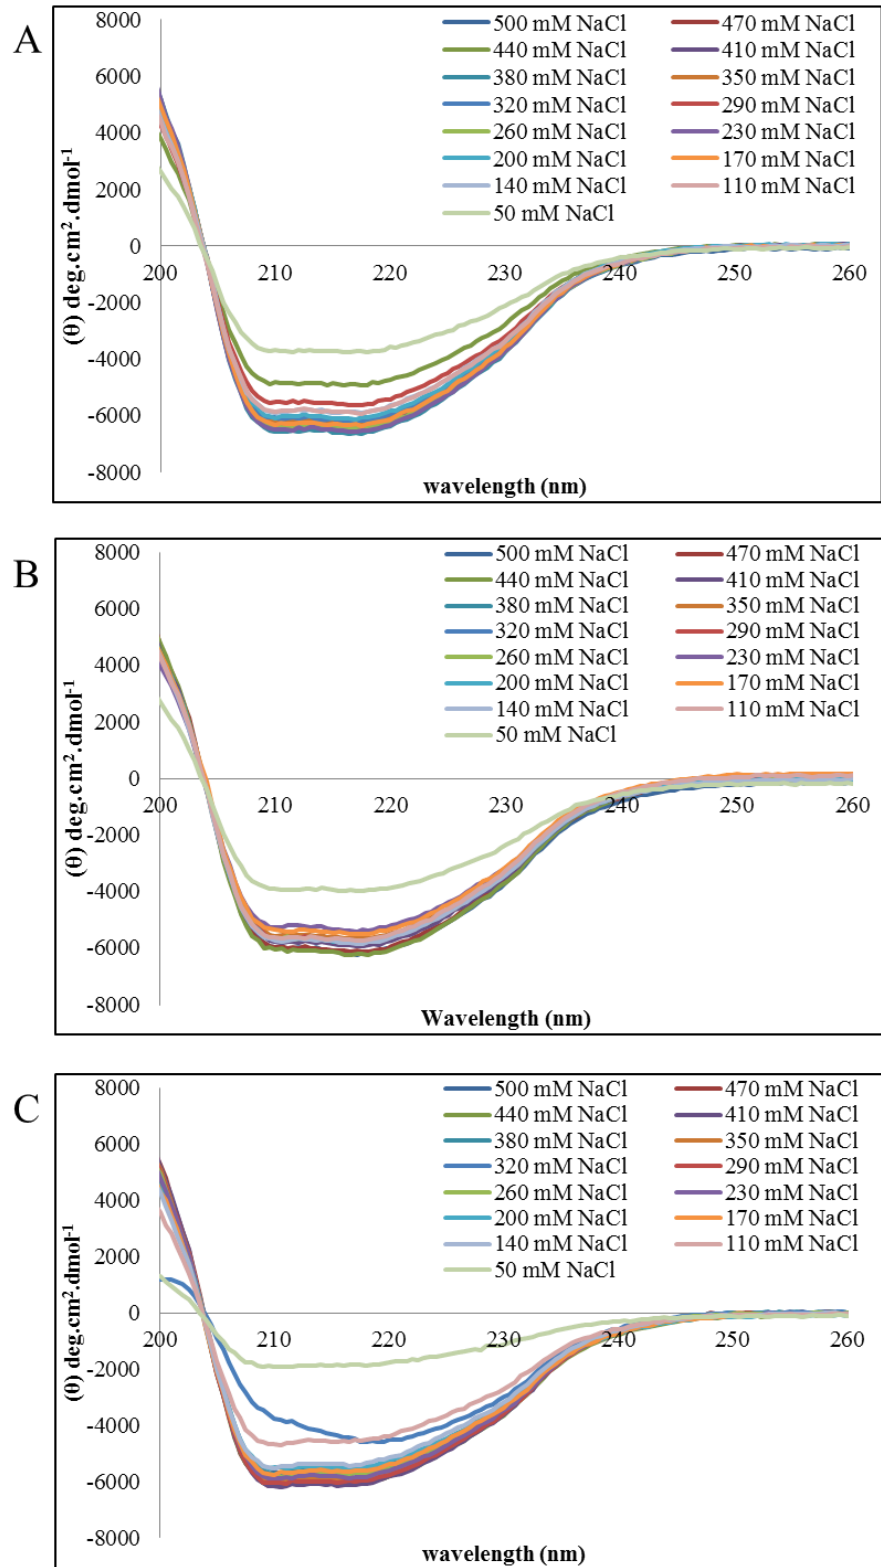 A
8000
6000
4000
2000
0
-2000
-4000
-6000
-8000
(θ) deg.cm².dmol⁻¹
500 mM NaCl 470 mM NaCl
440 mM NaCl 410 mM NaCl
380 mM NaCl 350 mM NaCl
320 mM NaCl 290 mM NaCl
260 mM NaCl 230 mM NaCl
200 mM NaCl 170 mM NaCl
140 mM NaCl 110 mM NaCl
50 mM NaCl
200 210 220 230 240 250 260
wavelength (nm)
B
8000
6000
4000
2000
0
-2000
-4000
-6000
-8000
(θ) deg.cm².dmol⁻¹
500 mM NaCl 470 mM NaCl
440 mM NaCl 410 mM NaCl
380 mM NaCl 350 mM NaCl
320 mM NaCl 290 mM NaCl
260 mM NaCl 230 mM NaCl
200 mM NaCl 170 mM NaCl
140 mM NaCl 110 mM NaCl
50 mM NaCl
200 210 220 230 240 250 260
Wavelength (nm)
C
8000
6000
4000
2000
0
-2000
-4000
-6000
-8000
(θ) deg.cm².dmol⁻¹
500 mM NaCl 470 mM NaCl
440 mM NaCl 410 mM NaCl
380 mM NaCl 350 mM NaCl
320 mM NaCl 290 mM NaCl
260 mM NaCl 230 mM NaCl
200 mM NaCl 170 mM NaCl
140 mM NaCl 110 mM NaCl
50 mM NaCl
200 210 220 230 240 250 260
wavelength (nm)